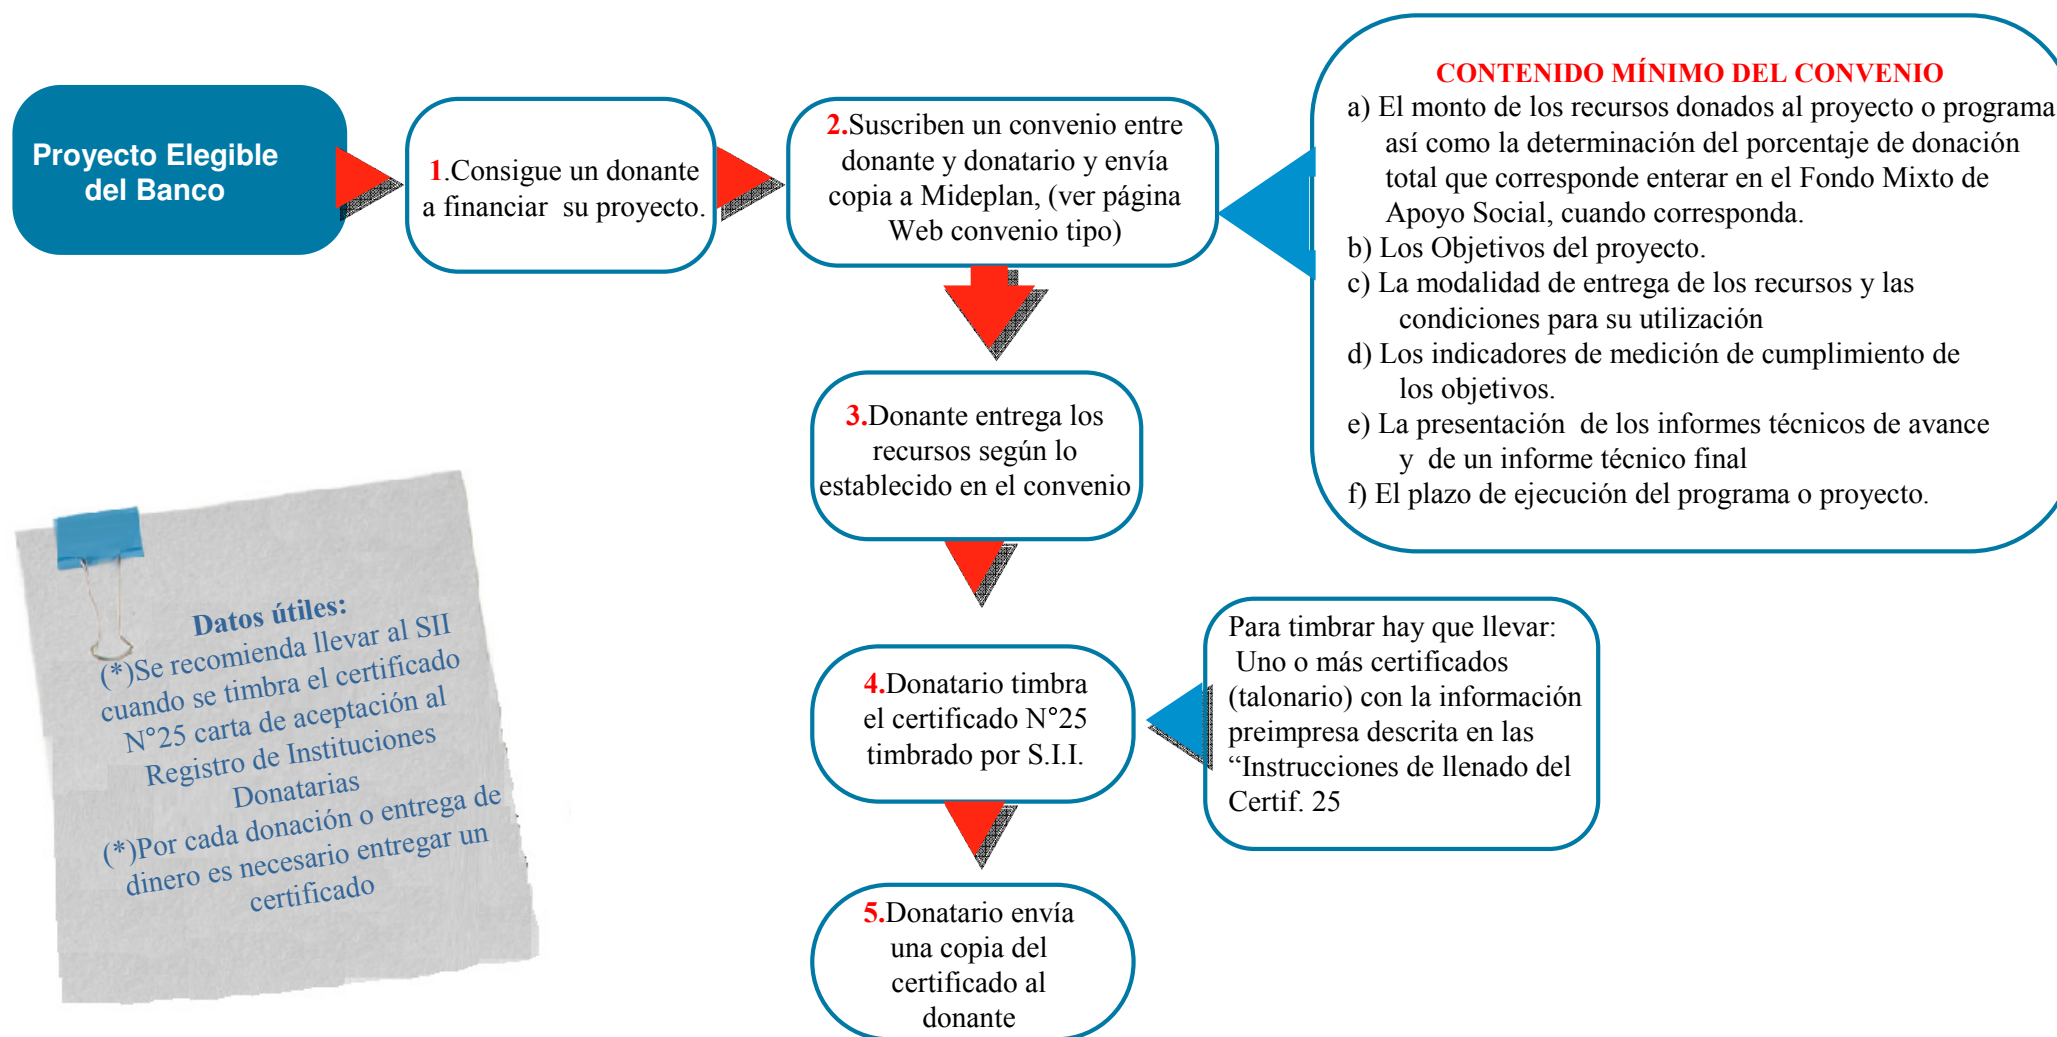 Proyecto Elegible
del Banco
1.Consigue un donante
a financiar su proyecto.
2.Suscriben un convenio entre
donante y donatario y envía
copia a Mideplan, (ver página
Web convenio tipo)
CONTENIDO MÍNIMO DEL CONVENIO
a) El monto de los recursos donados al proyecto o programa
así como la determinación del porcentaje de donación
total que corresponde enterar en el Fondo Mixto de
Apoyo Social, cuando corresponda.
b) Los Objetivos del proyecto.
c) La modalidad de entrega de los recursos y las
condiciones para su utilización
d) Los indicadores de medición de cumplimiento de
los objetivos.
e) La presentación de los informes técnicos de avance
y de un informe técnico final
f) El plazo de ejecución del programa o proyecto.
3.Donante entrega los
recursos según lo
establecido en el convenio
4.Donatario timbra
el certificado N°25
timbrado por S.I.I.
Para timbrar hay que llevar:
Uno o más certificados
(talonario) con la información
preimpresa descrita en las
“Instrucciones de llenado del
Certif. 25
5.Donatario envía
una copia del
certificado al
donante
Datos útiles:
(*)Se recomienda llevar al SII
cuando se timbra el certificado
N°25 carta de aceptación al
Registro de Instituciones
Donatarias
(*)Por cada donación o entrega de
dinero es necesario entregar un
certificado